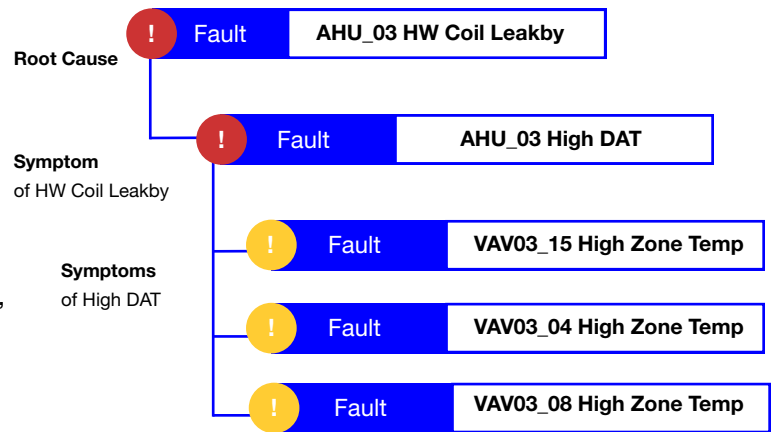 ! Fault AHU_03 HW Coil Leakby
Root Cause
! Fault AHU_03 High DAT
Symptom
of HW Coil Leakby
! Fault VAV03_15 High Zone Temp
Symptoms
of High DAT
,
! Fault VAV03_04 High Zone Temp
! Fault VAV03_08 High Zone Temp